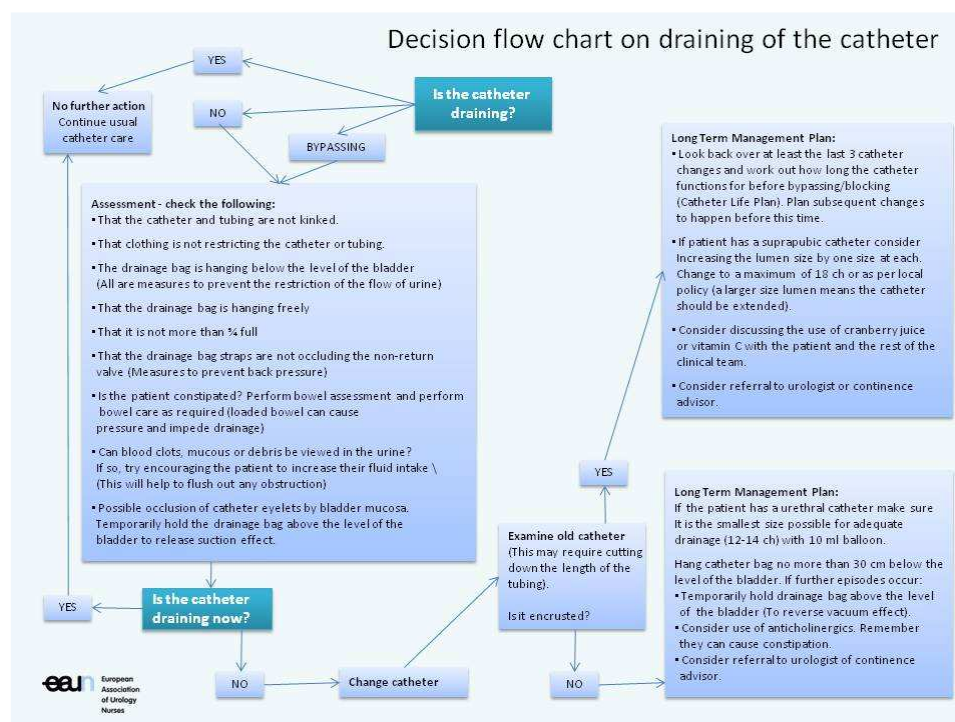 Decision flow chart on draining of the catheter
Is the catheter
draining?
YES
NO
BYPASSING
No further action
Continue usual
catheter care
Assessment - check the following:
▪ That the catheter and tubing are not kinked.
▪ That clothing is not restricting the catheter or tubing.
▪ The drainage bag is hanging below the level of the bladder
(All are measures to prevent the restriction of the flow of urine)
▪ That the drainage bag is hanging freely
▪ That it is not more than ¾ full
▪ That the drainage bag straps are not occluding the non-return
valve (Measures to prevent back pressure)
▪ Is the patient constipated? Perform bowel assessment and perform
bowel care as required (loaded bowel can cause
pressure and impede drainage)
▪ Can blood clots, mucous or debris be viewed in the urine?
If so, try encouraging the patient to increase their fluid intake \
(This will help to flush out any obstruction)
▪ Possible occlusion of catheter eyelets by bladder mucosa.
Temporarily hold the drainage bag above the level of the
bladder to release suction effect.
Is the catheter
draining now?
YES
NO
Change catheter
Examine old catheter
(This may require cutting
down the length of the
tubing).
Is it encrusted?
YES
NO
Long Term Management Plan:
▪ Look back over at least the last 3 catheter
changes and work out how long the catheter
functions for before bypassing/blocking
(Catheter Life Plan). Plan subsequent changes
to happen before this time.
▪ If patient has a suprapubic catheter consider
Increasing the lumen size by one size at each.
Change to a maximum of 18 ch or as per local
policy (a larger size lumen means the catheter
should be extended).
▪ Consider discussing the use of cranberry juice
or vitamin C with the patient and the rest of the
clinical team.
▪ Consider referral to urologist or continence
advisor.
Long Term Management Plan:
If the patient has a urethral catheter make sure
It is the smallest size possible for adequate
drainage (12-14 ch) with 10 ml balloon.
Hang catheter bag no more than 30 cm below the
level of the bladder. If further episodes occur:
▪ Temporarily hold drainage bag above the level
of the bladder (To reverse vacuum effect).
▪ Consider use of anticholinergics. Remember
they can cause constipation.
▪ Consider referral to urologist of continence
advisor.
eaun
European
Association
of Urology
Nurses